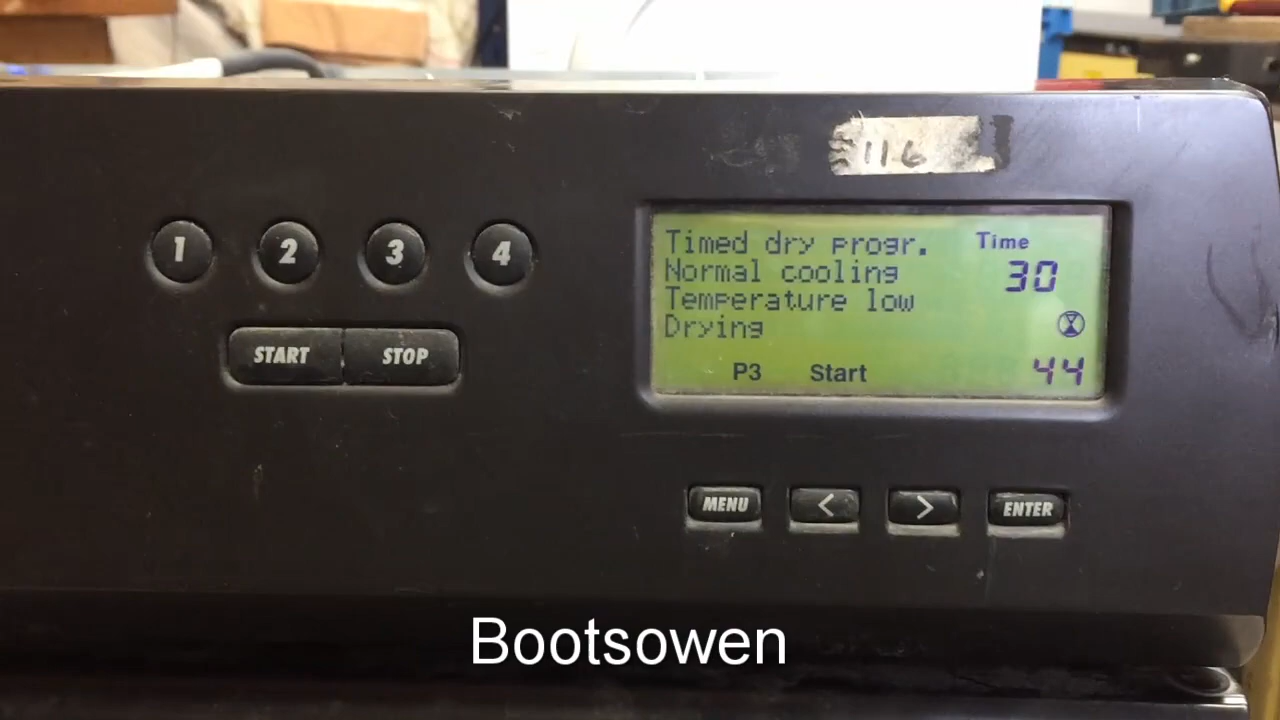 116
1 2 3 4
START STOP
Timed dry progr. Time
Normal cooling 30
Temperature low
Drying
P3 Start 44
MENU < > ENTER
Bootsowen